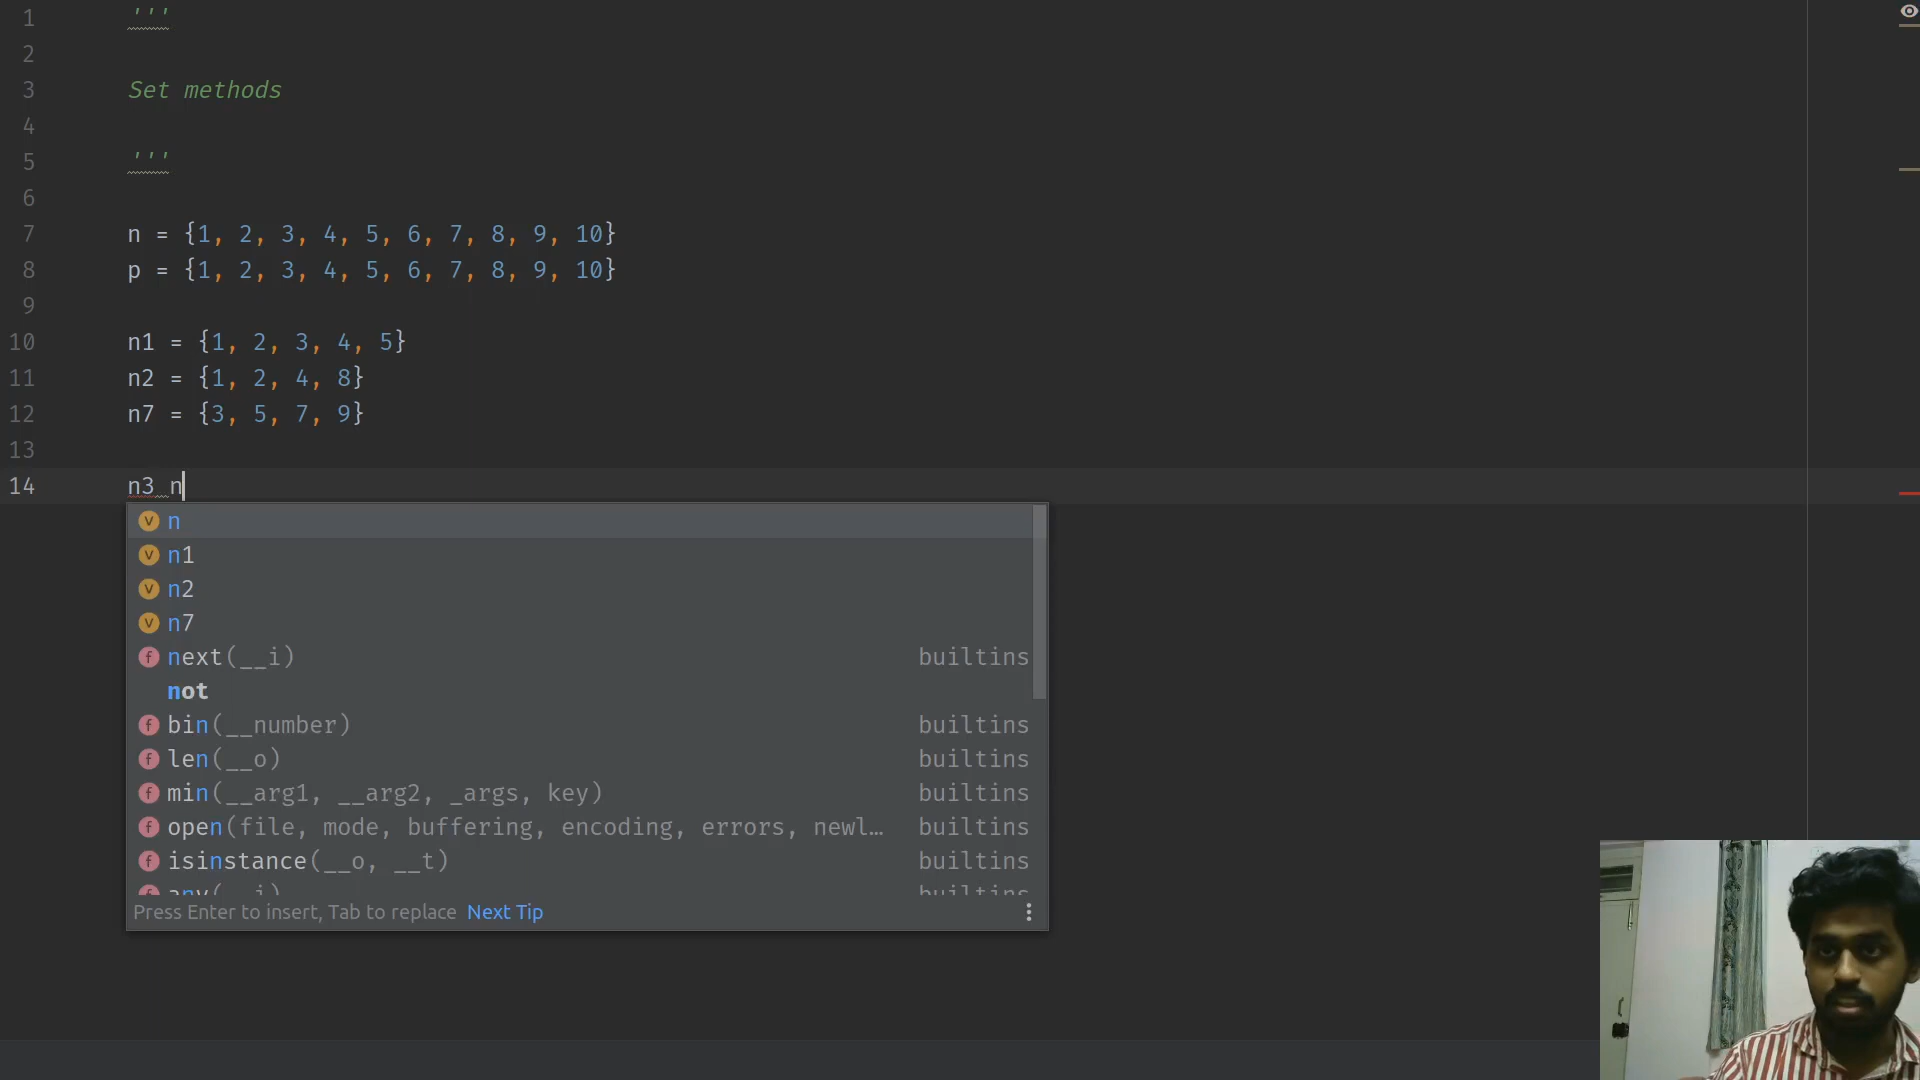 1 '''
2
3 Set methods
4
5 '''
6
7 n = {1, 2, 3, 4, 5, 6, 7, 8, 9, 10}
8 p = {1, 2, 3, 4, 5, 6, 7, 8, 9, 10}
9
10 n1 = {1, 2, 3, 4, 5}
11 n2 = {1, 2, 4, 8}
12 n7 = {3, 5, 7, 9}
13
14 n3 n
v n
v n1
v n2
v n7
f next(__i) builtins
not
f bin(__number) builtins
f len(__o) builtins
f min(__arg1, __arg2, _args, key) builtins
f open(file, mode, buffering, encoding, errors, newl… builtins
f isinstance(__o, __t) builtins
f any(__i) builtins
Press Enter to insert, Tab to replace Next Tip